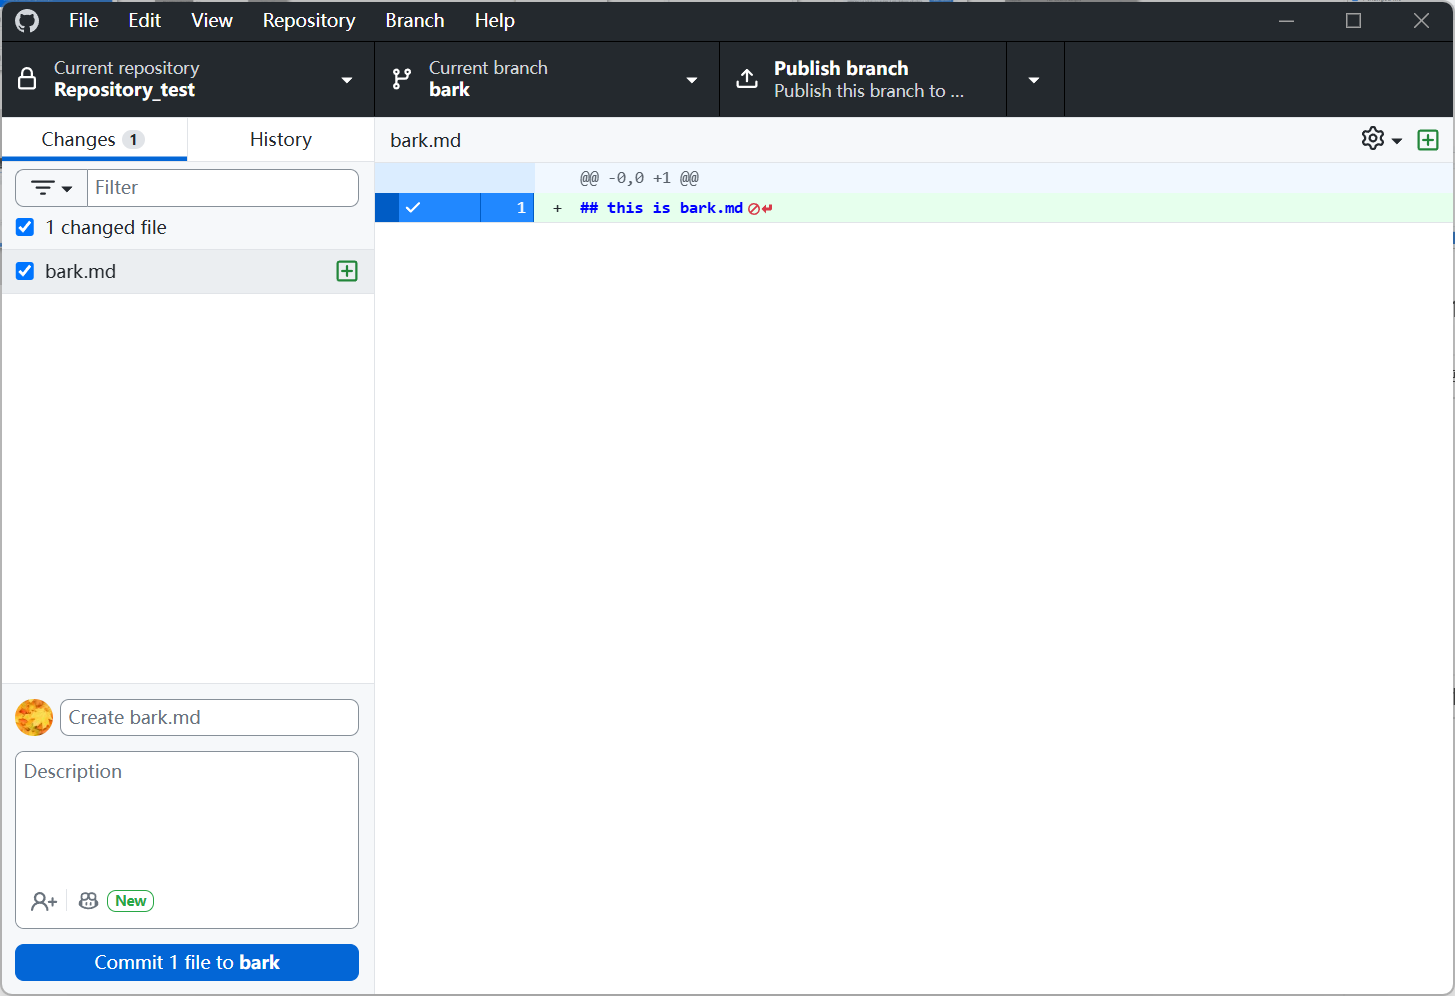 File Edit View Repository Branch Help
Current repository
Repository_test
Current branch
bark
Publish branch
Publish this branch to ...
Changes 1
History
bark.md
Filter
1 changed file
bark.md
@@ -0,0 +1 @@
1 + ## this is bark.md
Create bark.md
Description
New
Commit 1 file to bark